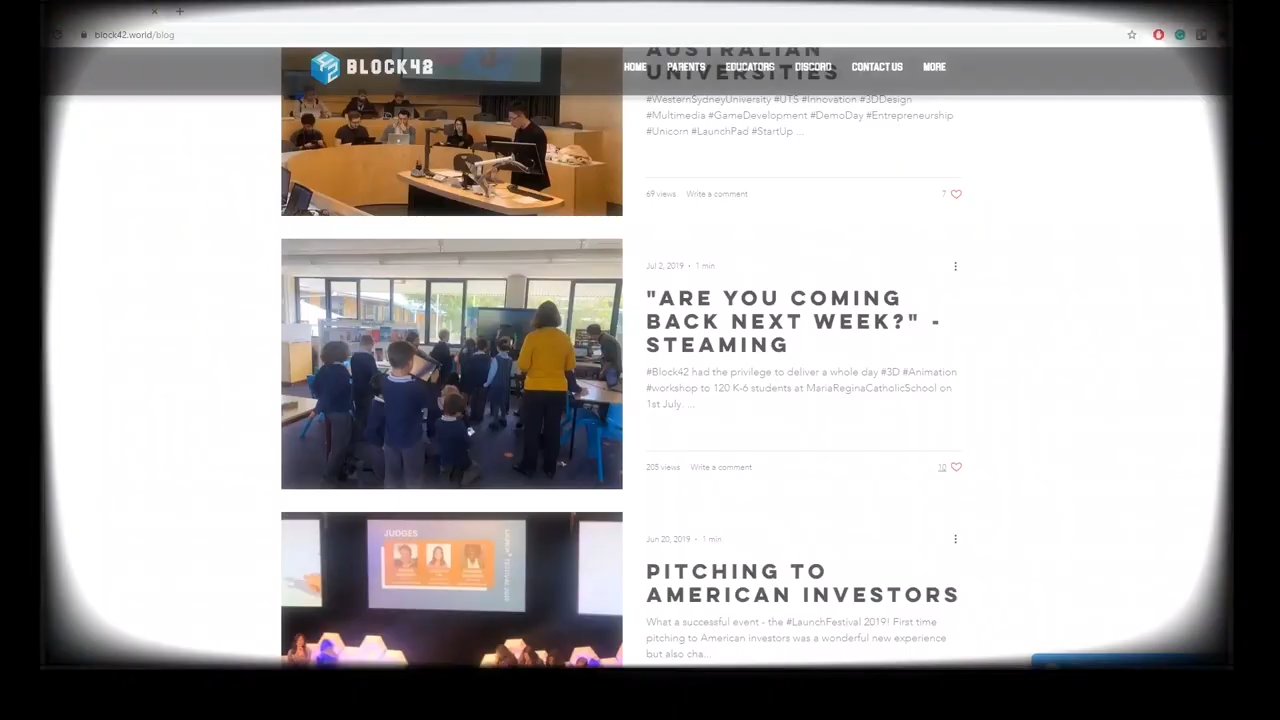 block42.world/blog
BLOCK42
HOME PARENTS EDUCATORS DISCORD CONTACT US MORE
AUSTRALIAN
UNIVERSITIES
#WesternSydneyUniversity #UTS #Innovation #3DDesign
#Multimedia #GameDevelopment #DemoDay #Entrepreneurship
#Unicorn #LaunchPad #StartUp ...
69 views Write a comment 7
Jul 2, 2019 • 1 min
"ARE YOU COMING
BACK NEXT WEEK?" -
STEAMING
#Block42 had the privilege to deliver a whole day #3D #Animation
#workshop to 120 K-6 students at MariaReginaCatholicSchool on
1st July. ...
205 views Write a comment 10
JUDGES
Jun 20, 2019 • 1 min
PITCHING TO
AMERICAN INVESTORS
What a successful event - the #LaunchFestival 2019! First time
pitching to American investors was a wonderful new experience
but also cha...